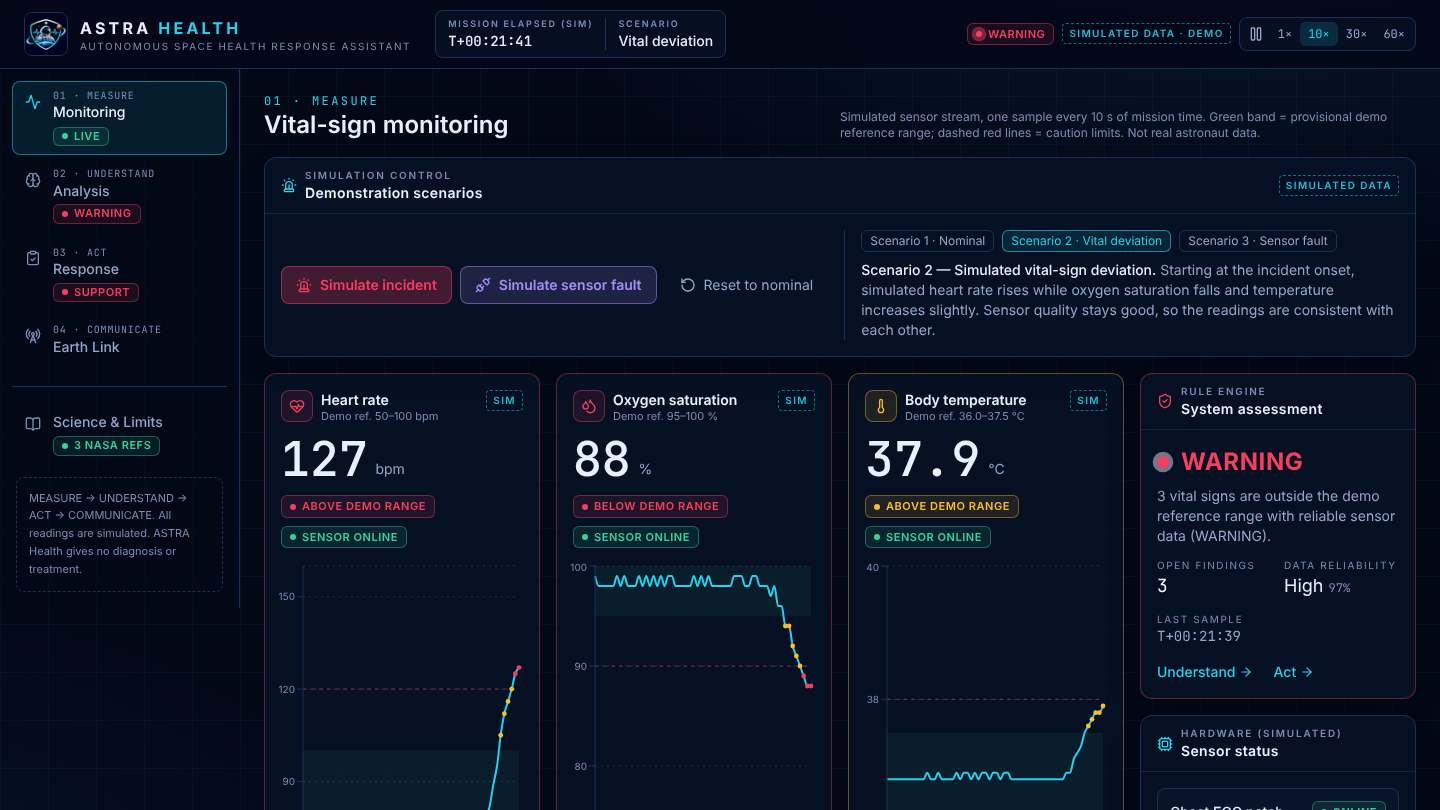 ASTRA HEALTH
AUTONOMOUS SPACE HEALTH RESPONSE ASSISTANT
MISSION ELAPSED (SIM)
T+00:21:41
SCENARIO
Vital deviation
WARNING
SIMULATED DATA · DEMO
1×
10×
30×
60×
01 · MEASURE
Monitoring
LIVE
02 · UNDERSTAND
Analysis
WARNING
03 · ACT
Response
SUPPORT
04 · COMMUNICATE
Earth Link
Science & Limits
3 NASA REFS
MEASURE → UNDERSTAND →
ACT → COMMUNICATE. All
readings are simulated. ASTRA
Health gives no diagnosis or
treatment.
01 · MEASURE
Vital-sign monitoring
Simulated sensor stream, one sample every 10 s of mission time. Green band = provisional demo
reference range; dashed red lines = caution limits. Not real astronaut data.
SIMULATION CONTROL
Demonstration scenarios
SIMULATED DATA
Simulate incident
Simulate sensor fault
Reset to nominal
Scenario 1 · Nominal
Scenario 2 · Vital deviation
Scenario 3 · Sensor fault
Scenario 2 — Simulated vital-sign deviation. Starting at the incident onset,
simulated heart rate rises while oxygen saturation falls and temperature
increases slightly. Sensor quality stays good, so the readings are consistent with
each other.
Heart rate
Demo ref. 50–100 bpm
SIM
127 bpm
ABOVE DEMO RANGE
SENSOR ONLINE
150
120
90
Oxygen saturation
Demo ref. 95–100 %
SIM
88 %
BELOW DEMO RANGE
SENSOR ONLINE
100
90
80
Body temperature
Demo ref. 36.0–37.5 °C
SIM
37.9 °C
ABOVE DEMO RANGE
SENSOR ONLINE
40
38
RULE ENGINE
System assessment
WARNING
3 vital signs are outside the demo
reference range with reliable sensor
data (WARNING).
OPEN FINDINGS
3
DATA RELIABILITY
High 97%
LAST SAMPLE
T+00:21:39
Understand →
Act →
HARDWARE (SIMULATED)
Sensor status
Chest ECG patch
ONLINE